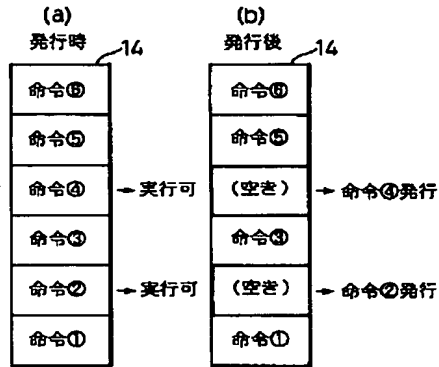 (a)
発行時
14
命令⑥
命令⑤
命令④
→実行可
命令③
命令②
→実行可
命令①
(b)
発行後
14
命令⑥
命令⑤
(空き)
→命令④発行
命令③
(空き)
→命令②発行
命令①